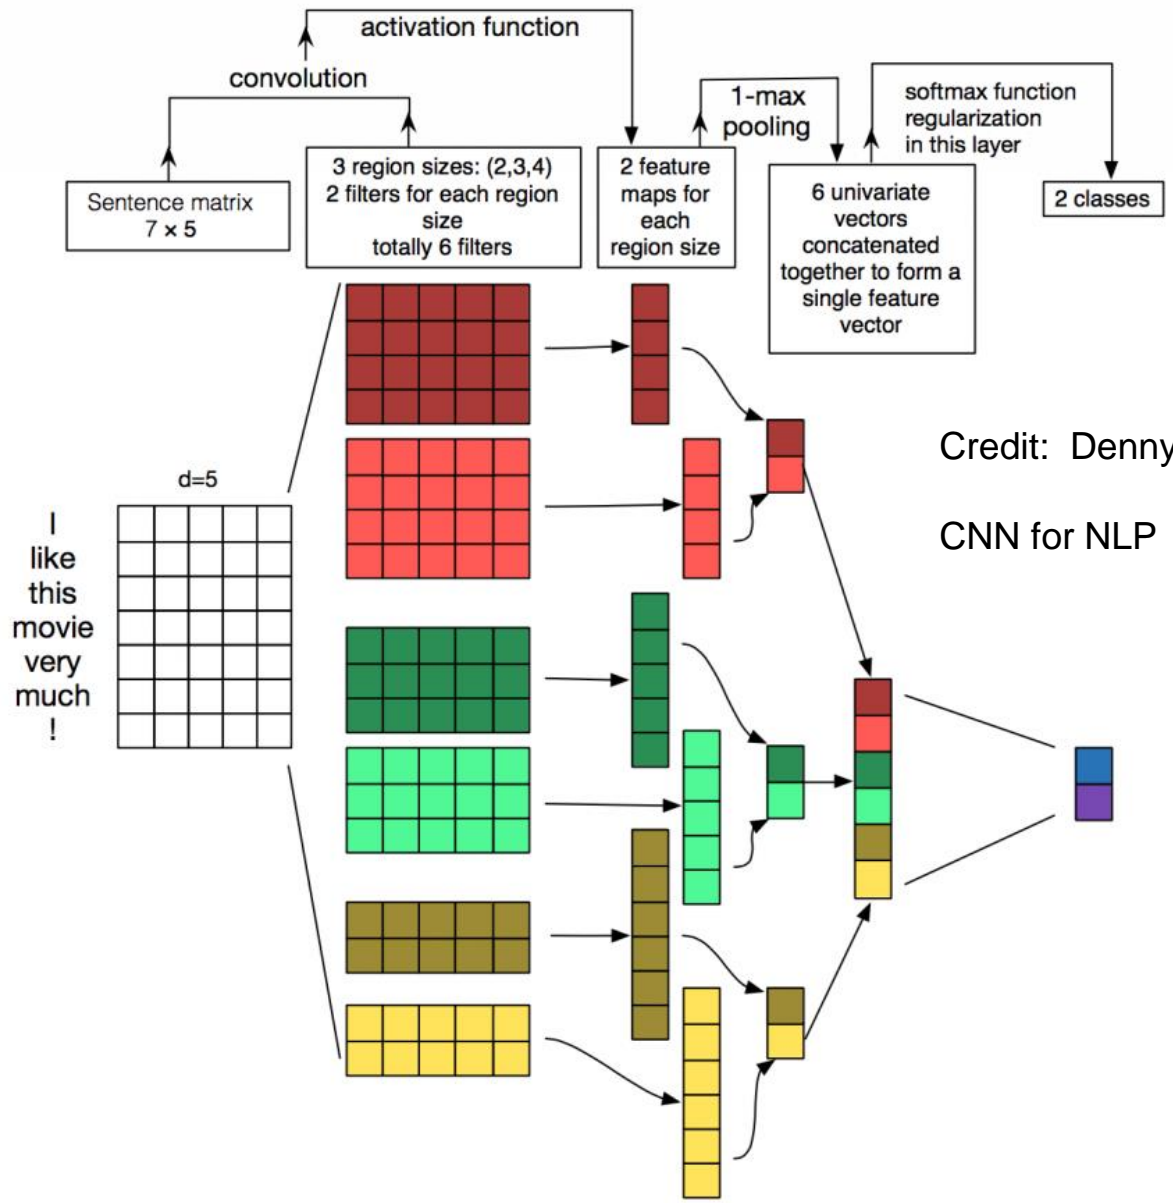 activation function
convolution
1-max
pooling
softmax function
regularization
in this layer
Sentence matrix
7 × 5
3 region sizes: (2,3,4)
2 filters for each region
size
totally 6 filters
2 feature
maps for
each
region size
6 univariate
vectors
concatenated
together to form a
single feature
vector
2 classes
d=5
I
like
this
movie
very
much
!
Credit: Denny
CNN for NLP